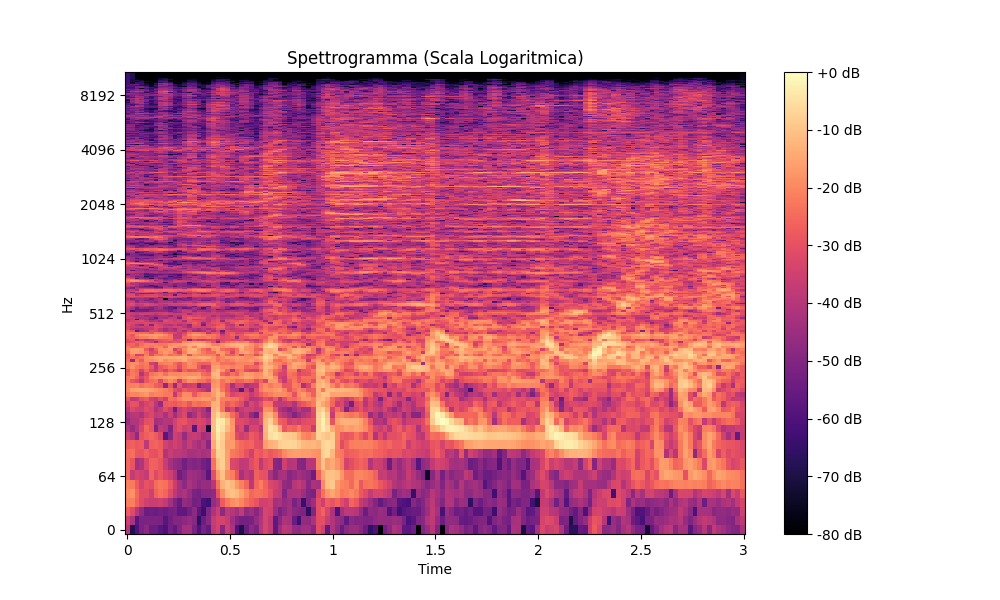 Spettrogramma (Scala Logaritmica)
Hz
8192
4096
2048
1024
512
256
128
64
0
0
0.5
1
1.5
2
2.5
3
Time
+0 dB
-10 dB
-20 dB
-30 dB
-40 dB
-50 dB
-60 dB
-70 dB
-80 dB